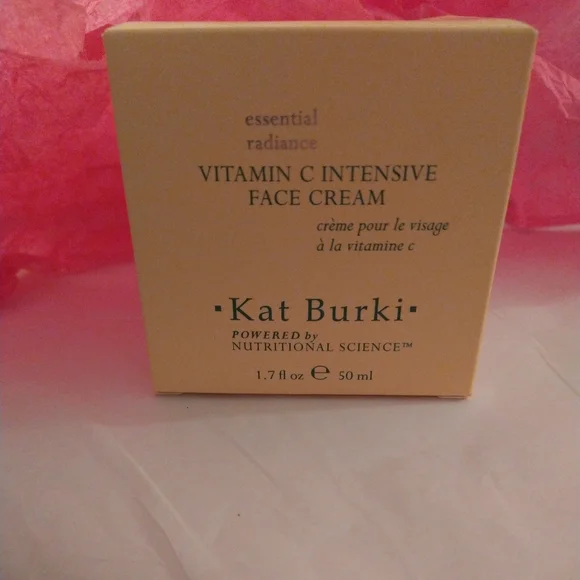 essential
radiance
VITAMIN C INTENSIVE
FACE CREAM
crème pour le visage
à la vitamine c
▪Kat Burki▪
POWERED by
NUTRITIONAL SCIENCE™
1.7 fl oz ℮ 50 ml